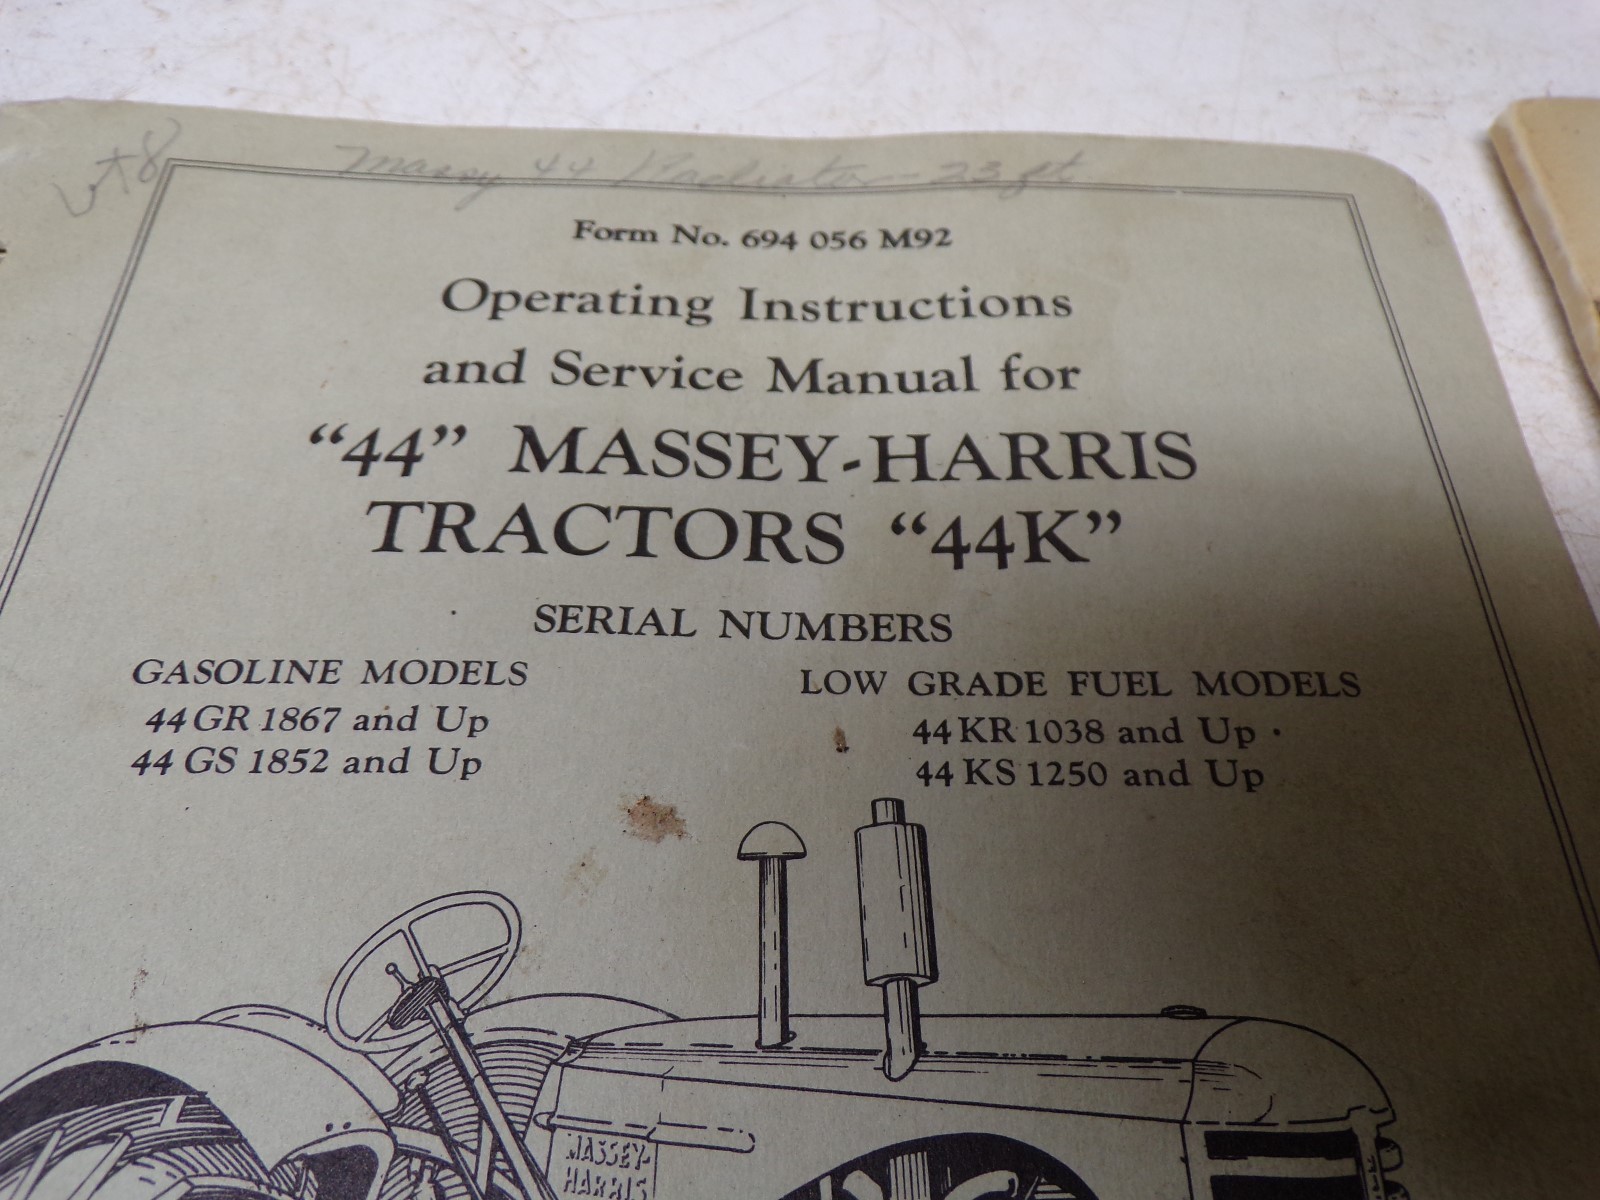 Massey 44 Radiator - 23 qt
Form No. 694 056 M92
Operating Instructions
and Service Manual for
“44” MASSEY-HARRIS
TRACTORS “44K”
SERIAL NUMBERS
GASOLINE MODELS
44 GR 1867 and Up
44 GS 1852 and Up
LOW GRADE FUEL MODELS
44 KR 1038 and Up
44 KS 1250 and Up
MASSEY-
HARRIS